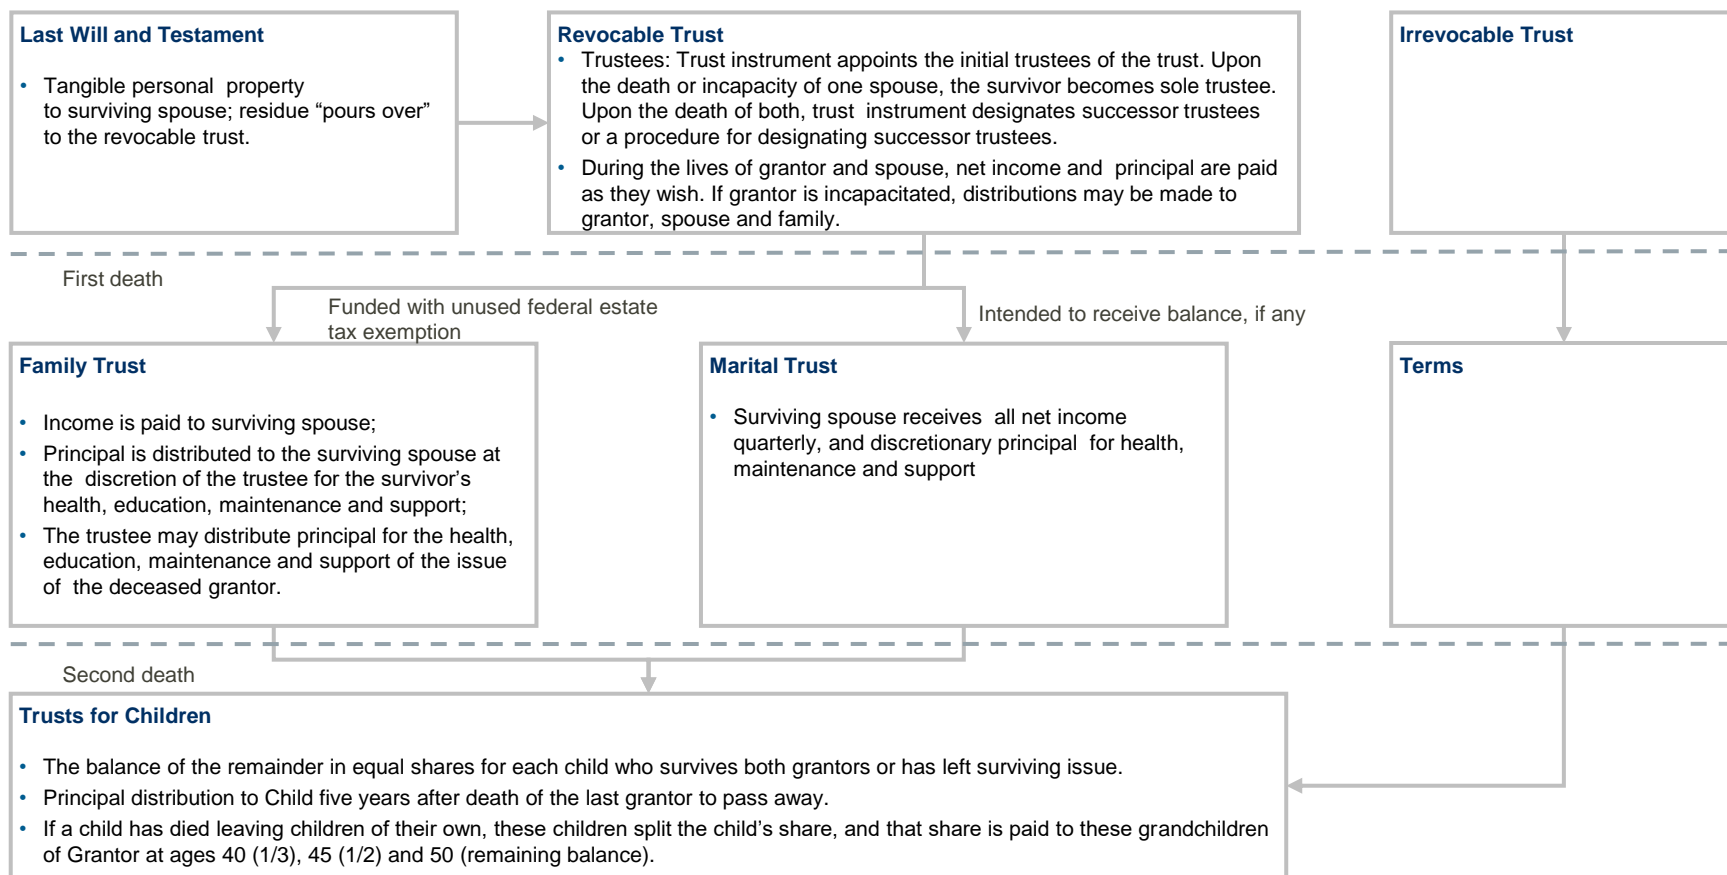 Last Will and Testament
• Tangible personal property
to surviving spouse; residue “pours over”
to the revocable trust.
Revocable Trust
• Trustees: Trust instrument appoints the initial trustees of the trust. Upon
the death or incapacity of one spouse, the survivor becomes sole trustee.
Upon the death of both, trust instrument designates successor trustees
or a procedure for designating successor trustees.
• During the lives of grantor and spouse, net income and principal are paid
as they wish. If grantor is incapacitated, distributions may be made to
grantor, spouse and family.
Irrevocable Trust
First death
Funded with unused federal estate
tax exemption
Intended to receive balance, if any
Family Trust
• Income is paid to surviving spouse;
• Principal is distributed to the surviving spouse at
the discretion of the trustee for the survivor’s
health, education, maintenance and support;
• The trustee may distribute principal for the health,
education, maintenance and support of the issue
of the deceased grantor.
Marital Trust
• Surviving spouse receives all net income
quarterly, and discretionary principal for health,
maintenance and support
Terms
Second death
Trusts for Children
• The balance of the remainder in equal shares for each child who survives both grantors or has left surviving issue.
• Principal distribution to Child five years after death of the last grantor to pass away.
• If a child has died leaving children of their own, these children split the child’s share, and that share is paid to these grandchildren
of Grantor at ages 40 (1/3), 45 (1/2) and 50 (remaining balance).